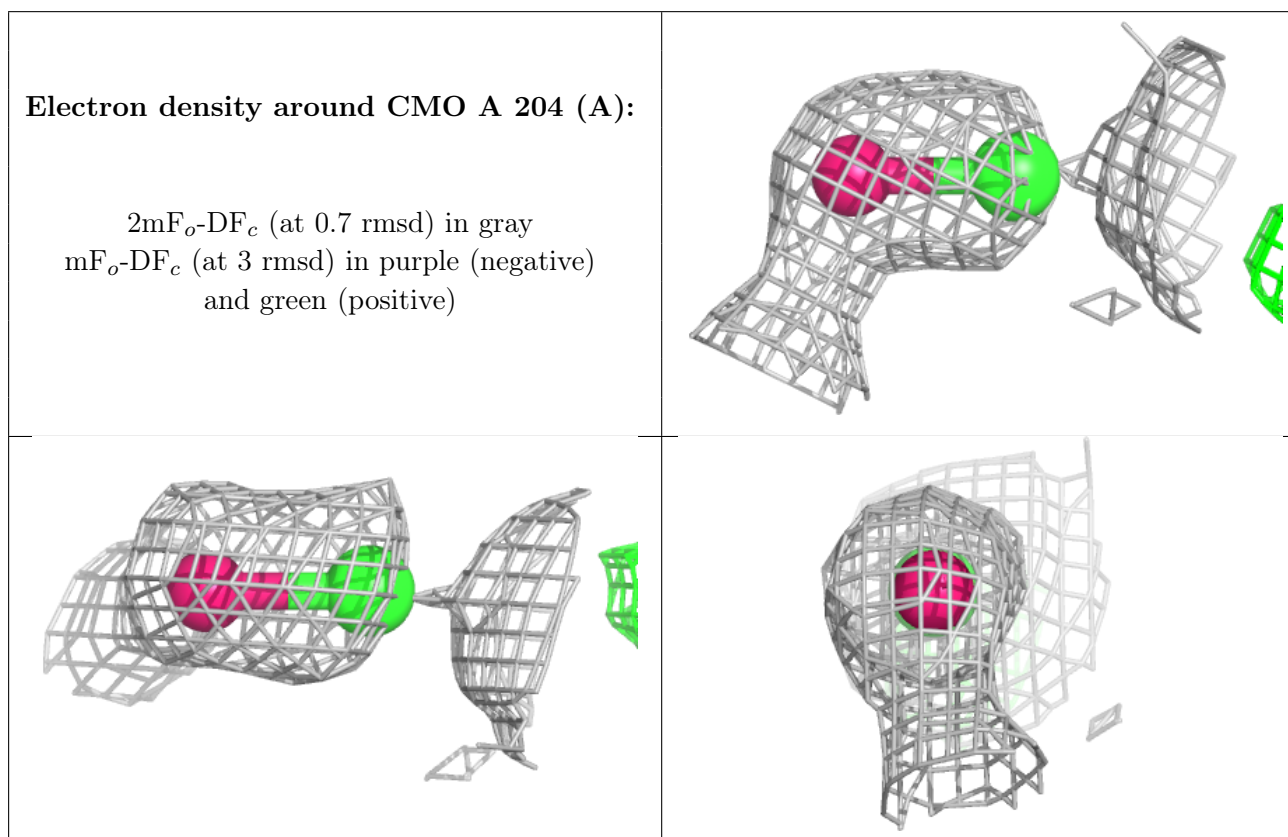 Electron density around CMO A 204 (A):
2mFo-DFc (at 0.7 rmsd) in gray
mFo-DFc (at 3 rmsd) in purple (negative)
and green (positive)